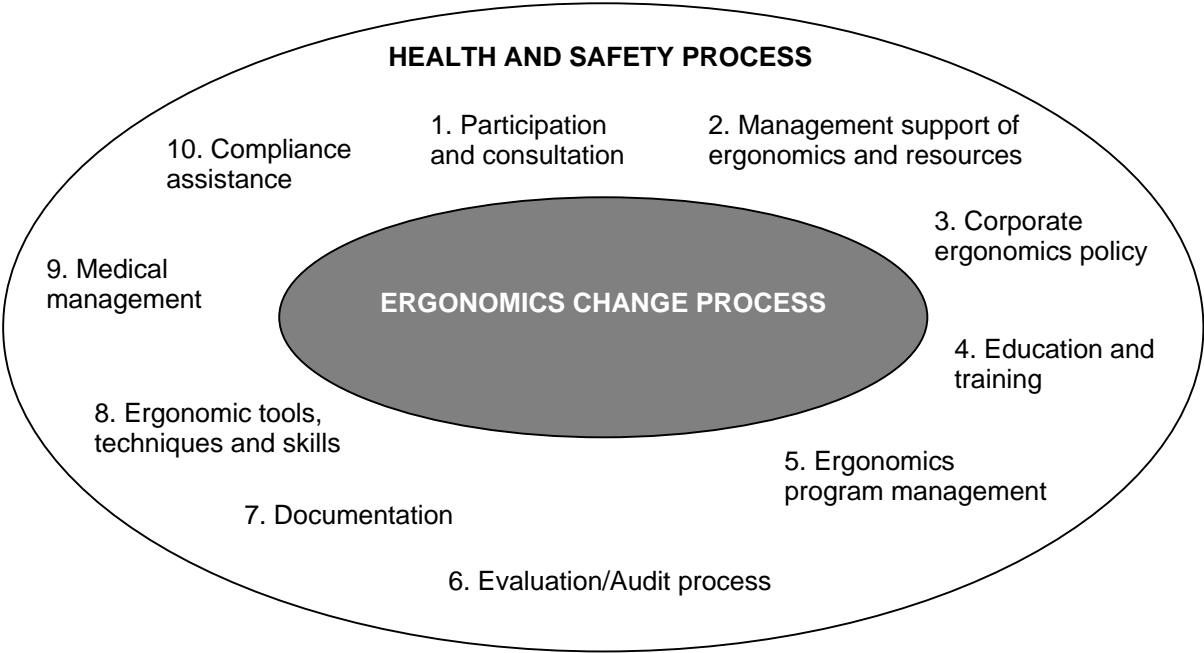 HEALTH AND SAFETY PROCESS
1. Participation
and consultation
2. Management support of
ergonomics and resources
3. Corporate
ergonomics policy
4. Education and
training
5. Ergonomics
program management
6. Evaluation/Audit process
7. Documentation
8. Ergonomic tools,
techniques and skills
9. Medical
management
10. Compliance
assistance
ERGONOMICS CHANGE PROCESS